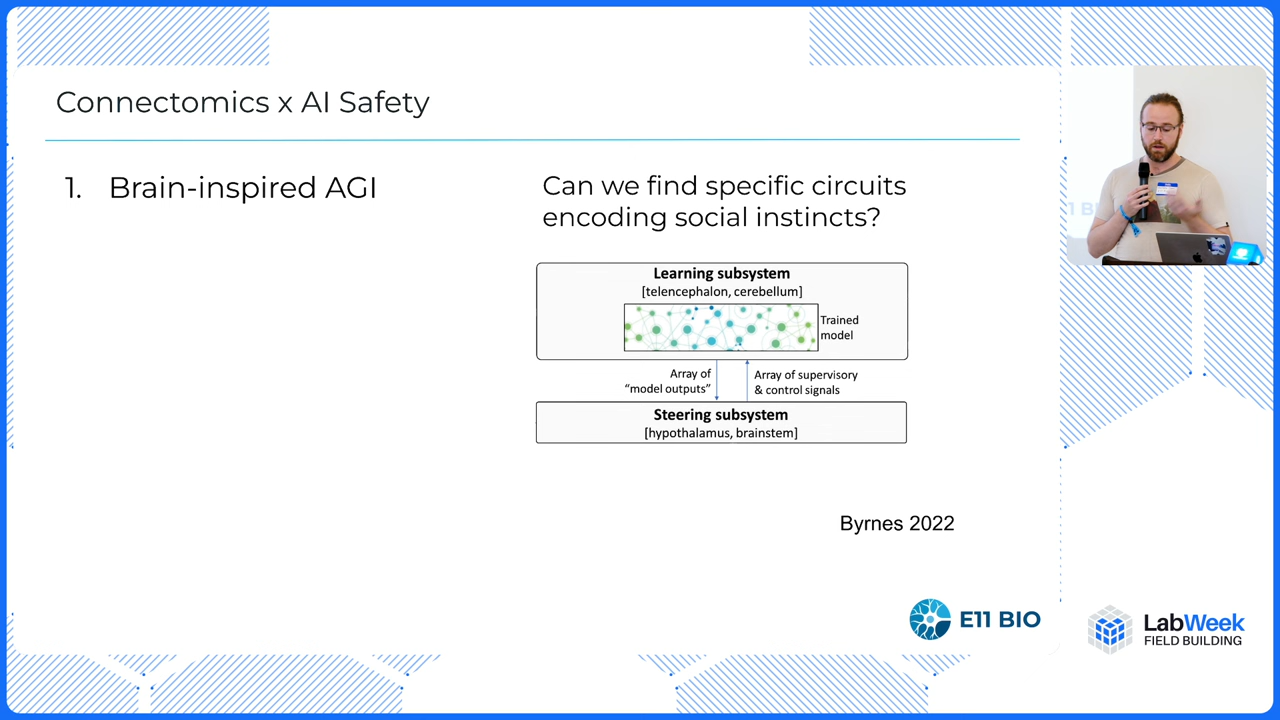 Connectomics x AI Safety
1. Brain-inspired AGI
Can we find specific circuits
encoding social instincts?
Learning subsystem
[telencephalon, cerebellum]
Trained
model
Array of
“model outputs”
Array of supervisory
& control signals
Steering subsystem
[hypothalamus, brainstem]
Byrnes 2022
E11 BIO
LabWeek
FIELD BUILDING